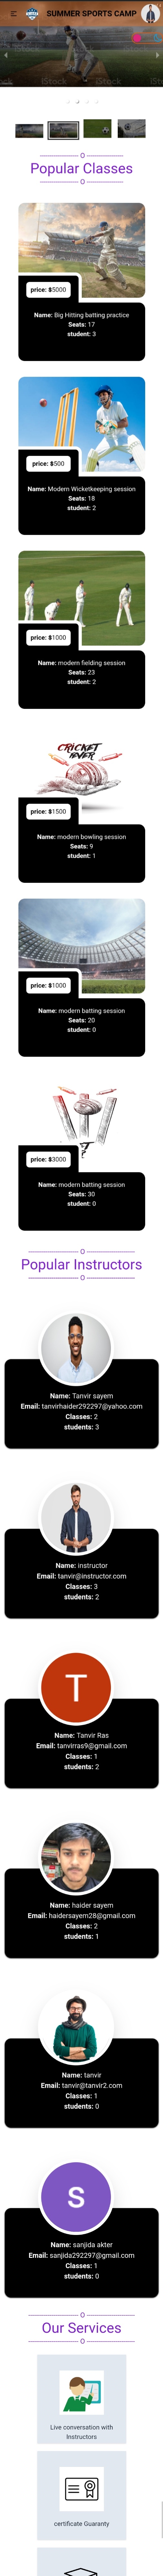 SUMMER SPORTS CAMP
iStock
iStock
iStock
Popular Classes
price: $5000
Name: Big Hitting batting practice
Seats: 17
student: 3
price: $500
Name: Modern Wicketkeeping session
Seats: 18
student: 2
price: $1000
Name: modern fielding session
Seats: 23
student: 2
CRICKET
FEVER
price: $1500
Name: modern bowling session
Seats: 9
student: 1
price: $1000
Name: modern batting session
Seats: 20
student: 0
price: $3000
Name: modern batting session
Seats: 30
student: 0
Popular Instructors
Name: Tanvir sayem
Email: tanvirhaider292297@yahoo.com
Classes: 2
students: 3
Name: instructor
Email: tanvir@instructor.com
Classes: 3
students: 2
T
Name: Tanvir Ras
Email: tanvirras9@gmail.com
Classes: 1
students: 2
Name: haider sayem
Email: haidersayem28@gmail.com
Classes: 2
students: 1
Name: tanvir
Email: tanvir@tanvir2.com
Classes: 1
students: 0
S
Name: sanjida akter
Email: sanjida292297@gmail.com
Classes: 1
students: 0
Our Services
Live conversation with
Instructors
certificate Guaranty